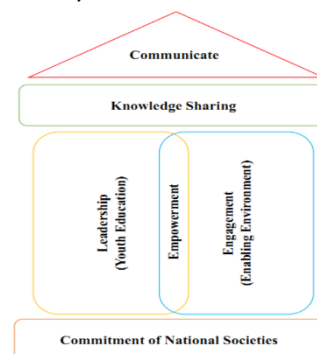 Communicate
Knowledge Sharing
Leadership
(Youth Education)
Empowerment
Engagement
(Enabling Environment)
Commitment of National Societies